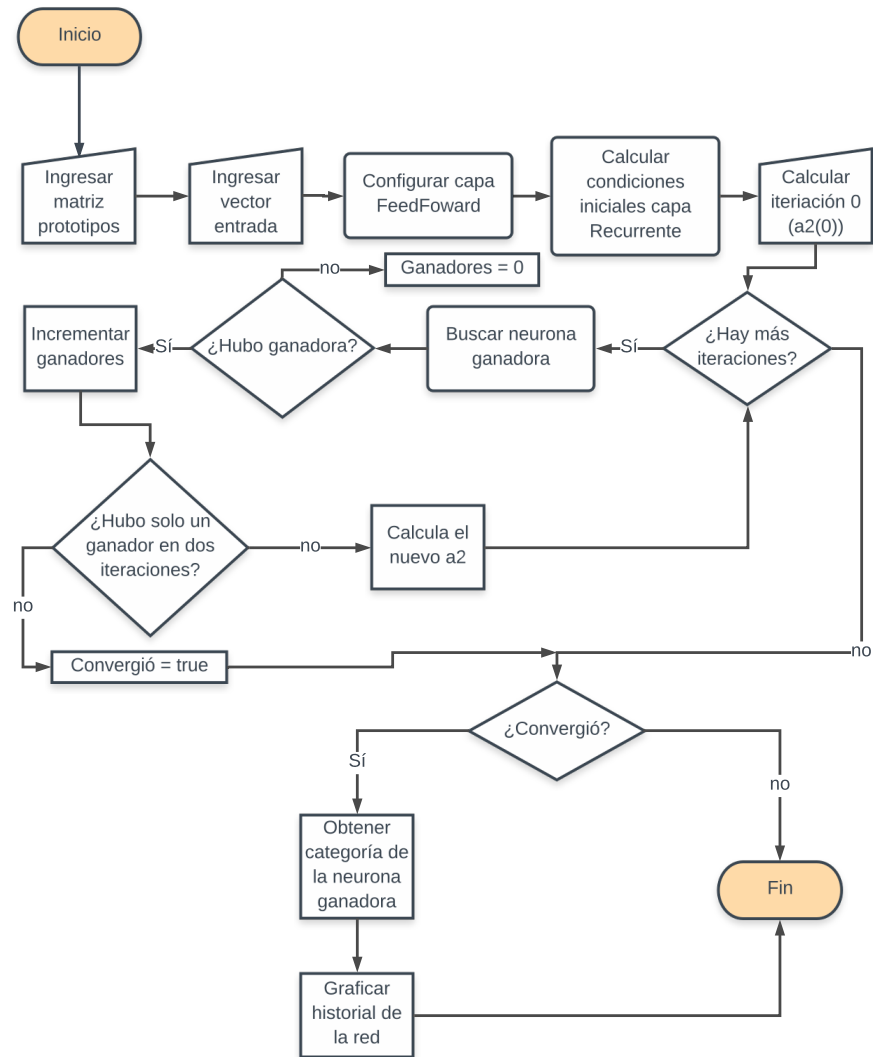 Inicio
Ingresar
matriz
prototipos
Ingresar
vector
entrada
Configurar capa
FeedFoward
Calcular
condiciones
iniciales capa
Recurrente
Calcular
iteriación 0
(a2(0))
no
Ganadores = 0
Incrementar
ganadores
Sí
¿Hubo ganadora?
Buscar neurona
ganadora
Sí
¿Hay más
iteraciones?
¿Hubo solo un
ganador en dos
iteraciones?
no
Calcula el
nuevo a2
no
Convergió = true
no
¿Convergió?
Sí
no
Obtener
categoría de
la neurona
ganadora
Fin
Graficar
historial de
la red